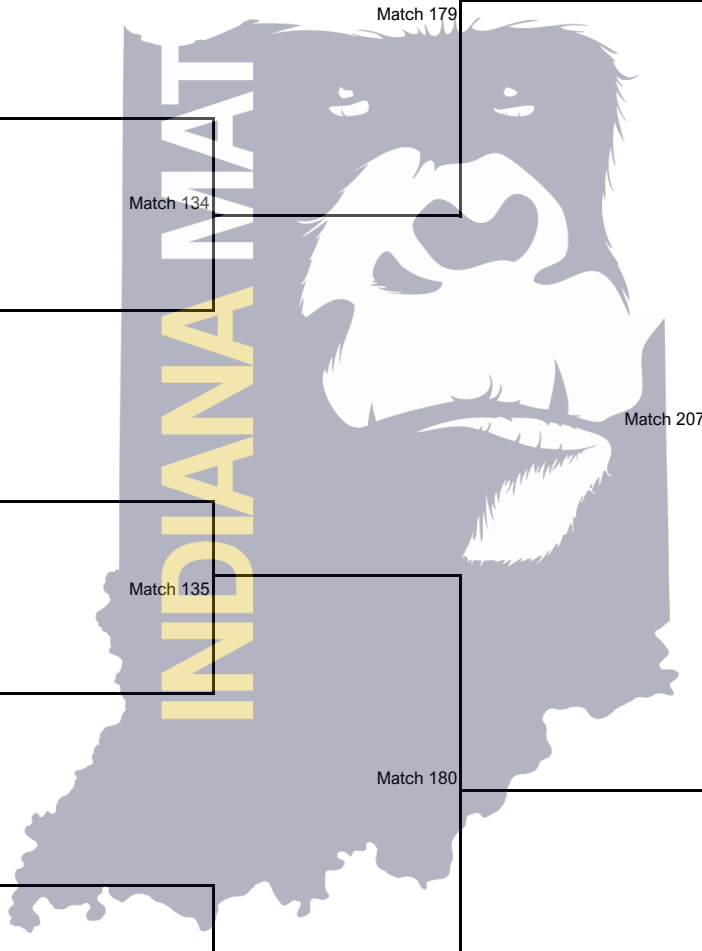 Match 179
Match 134
INDIANA MAT
Match 207
Match 135
Match 180